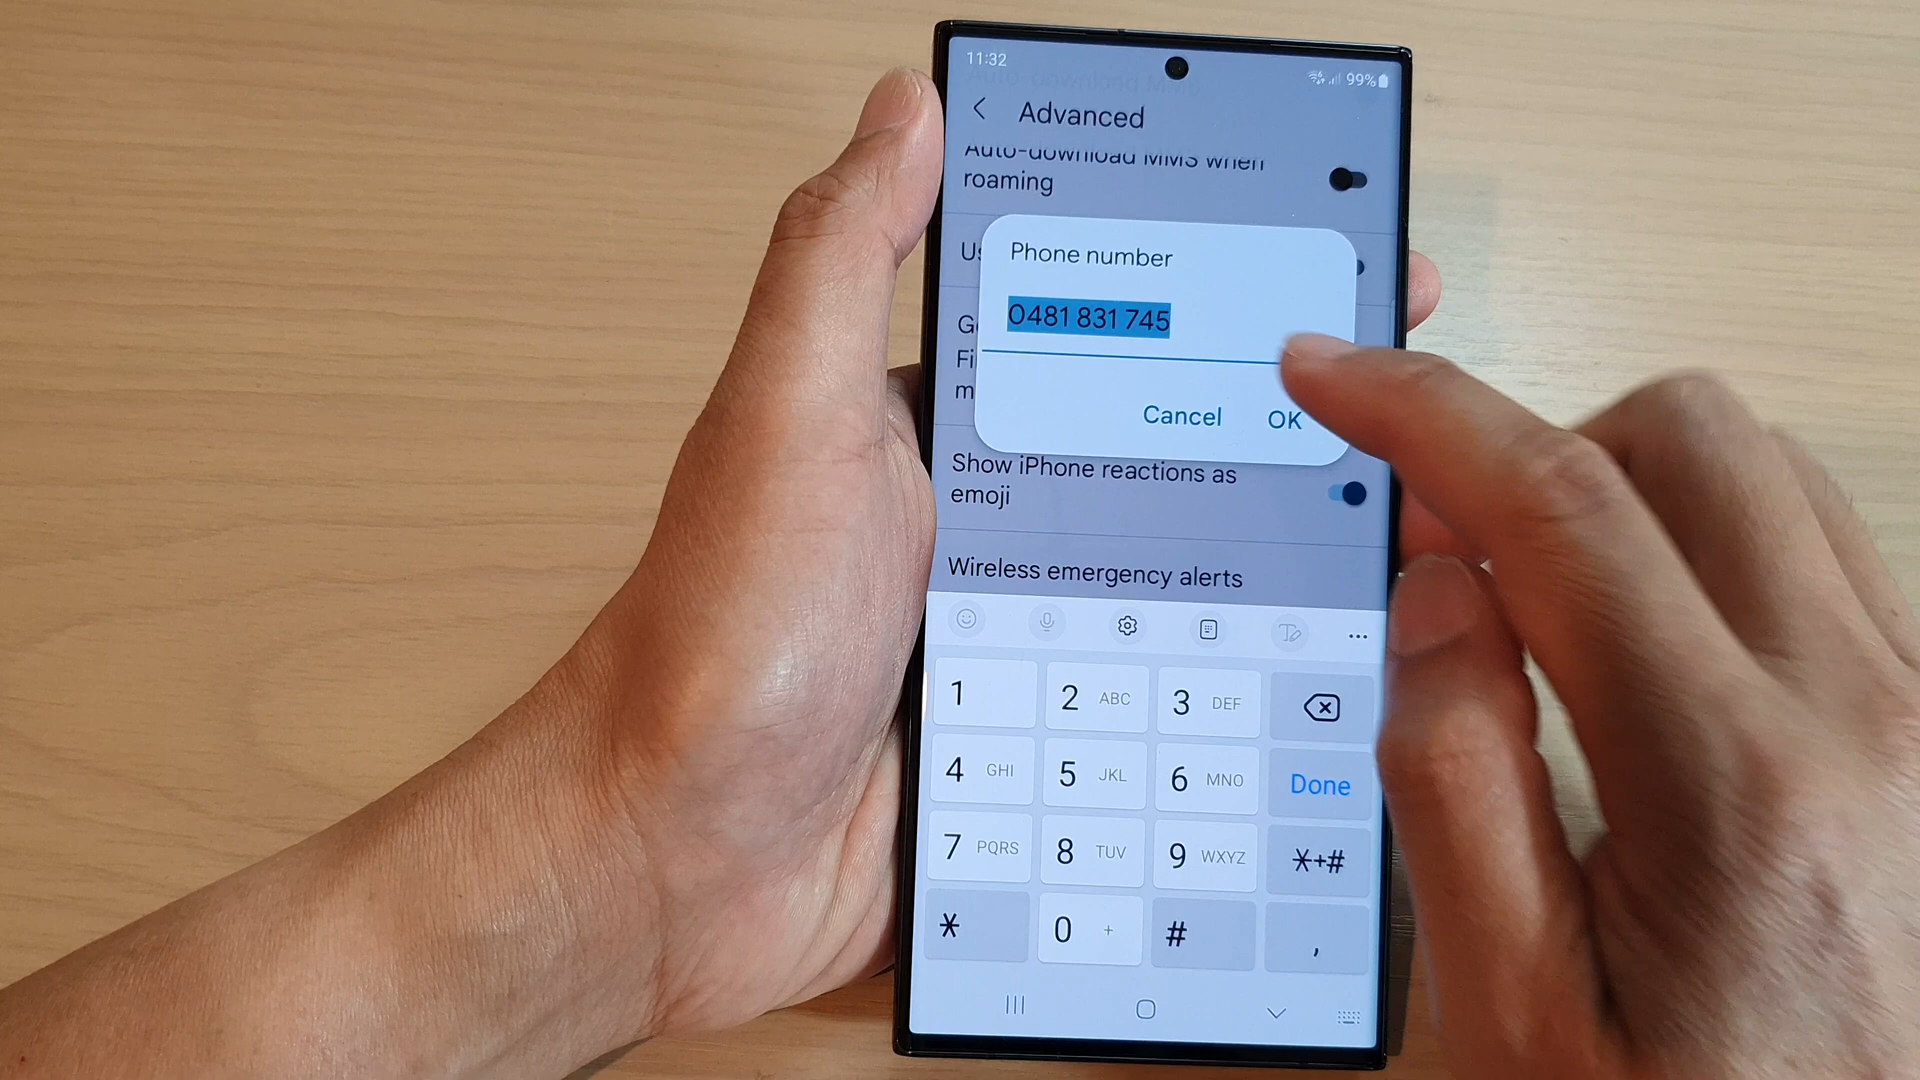 11:32
99%
Advanced
Auto-download MMS when
roaming
Phone number
0481 831 745
Cancel OK
Show iPhone reactions as
emoji
Wireless emergency alerts
1 2 ABC 3 DEF
4 GHI 5 JKL 6 MNO Done
7 PQRS 8 TUV 9 WXYZ *+#
* 0 + # ,